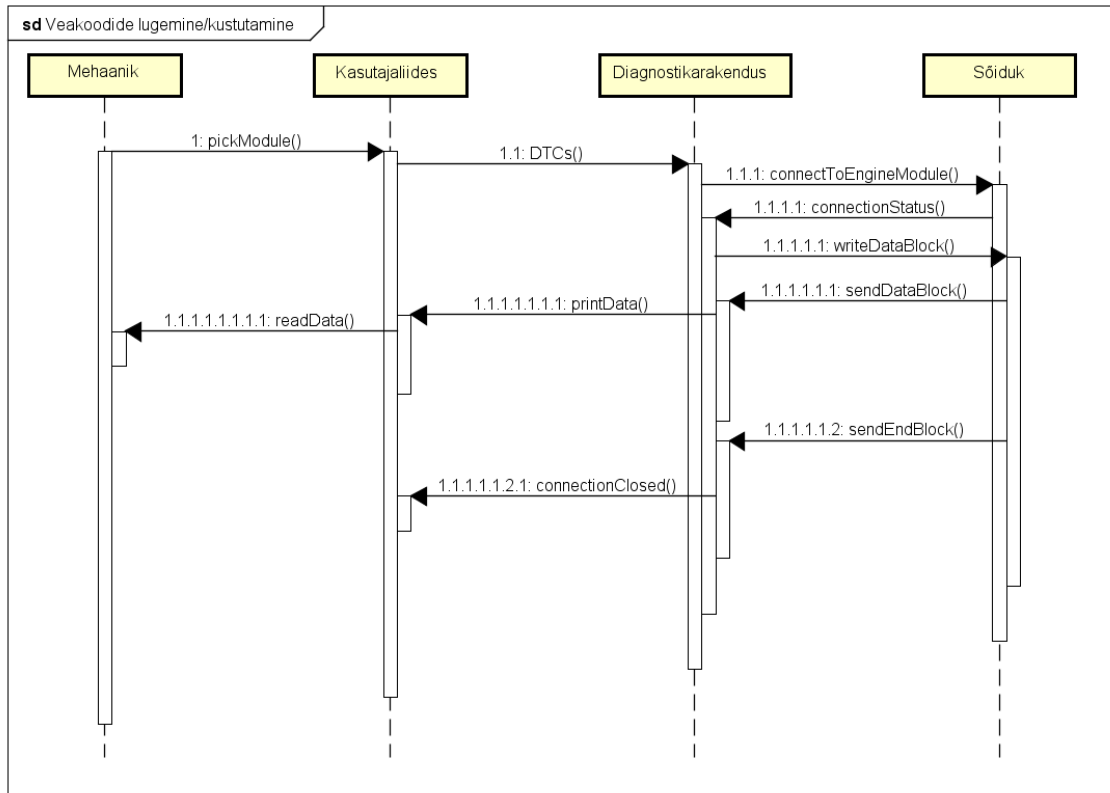 sd Veakoodide lugemine/kustutamine
Mehaanik
Kasutajaliides
Diagnostikarakendus
Sõiduk
1: pickModule()
1.1: DTCs()
1.1.1: connectToEngineModule()
1.1.1.1: connectionStatus()
1.1.1.1.1: writeDataBlock()
1.1.1.1.1.1: sendDataBlock()
1.1.1.1.1.1.1: printData()
1.1.1.1.1.1.1.1: readData()
1.1.1.1.1.2: sendEndBlock()
1.1.1.1.1.2.1: connectionClosed()